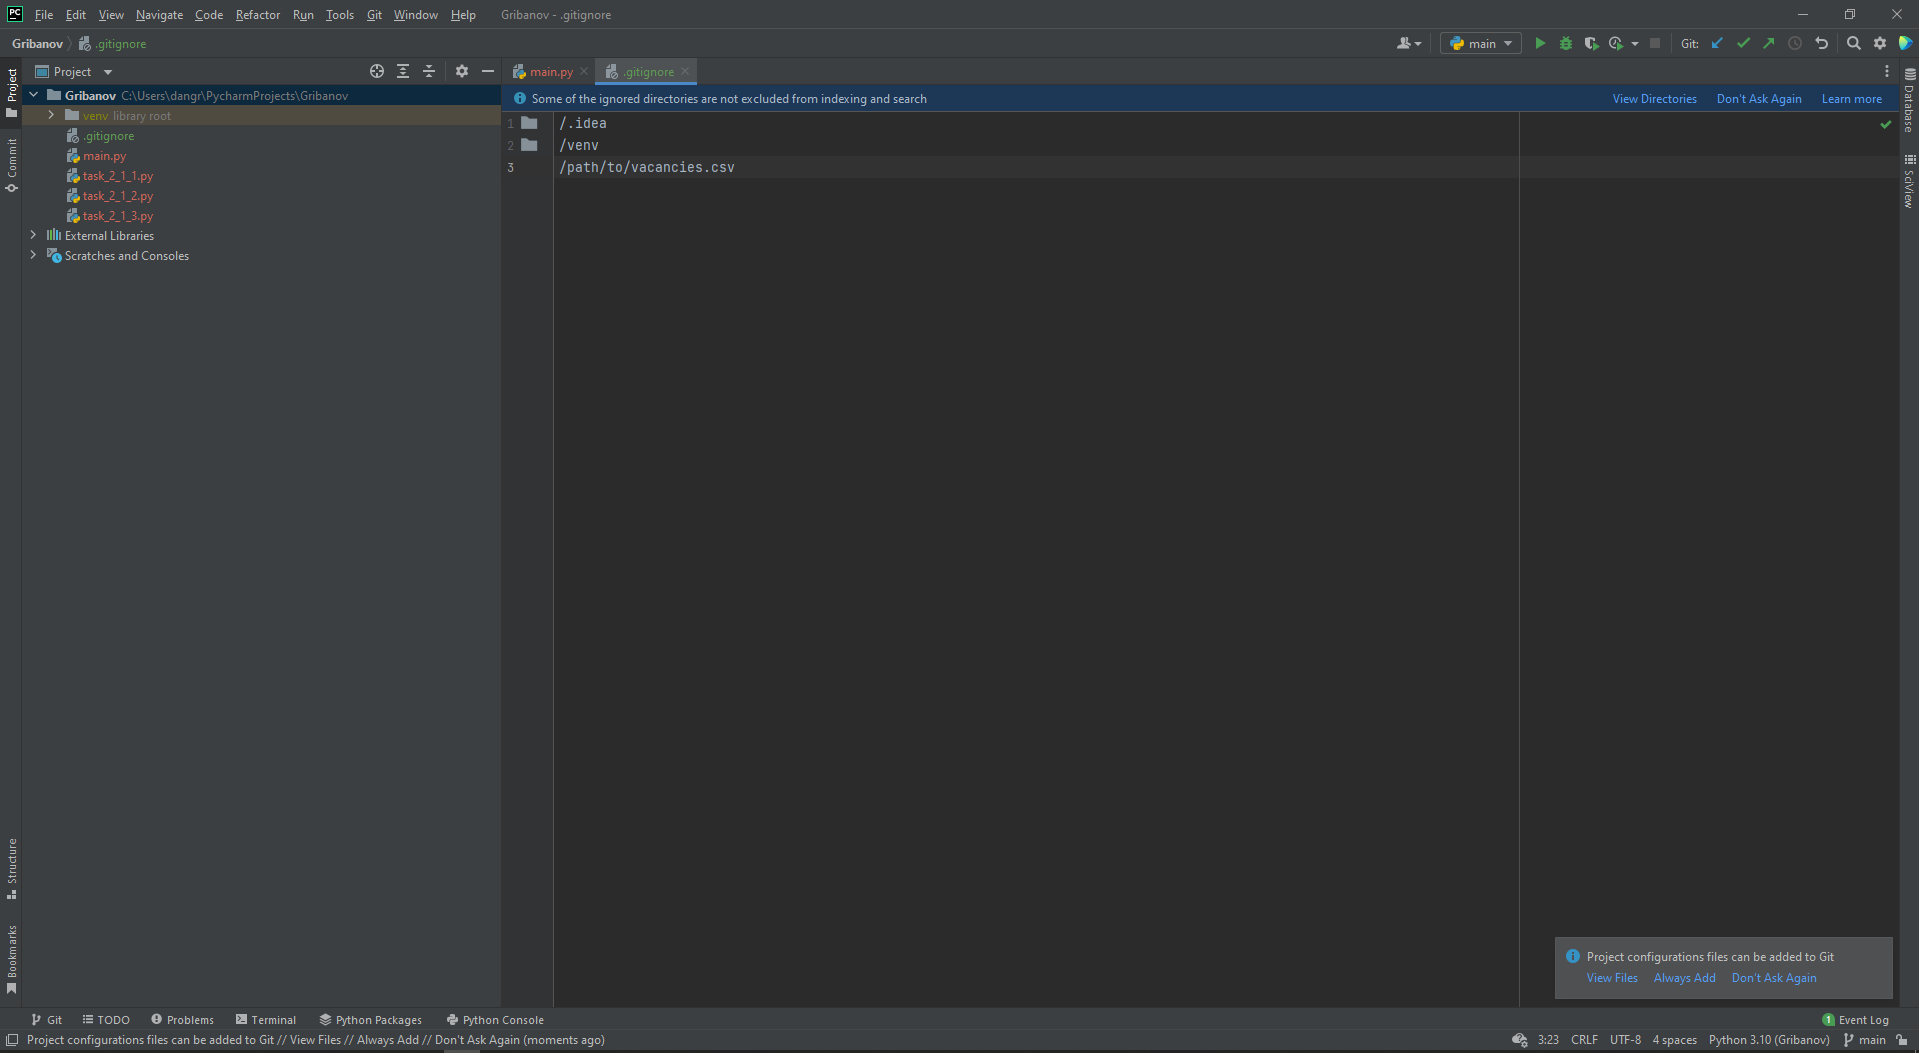 PC File Edit View Navigate Code Refactor Run Tools Git Window Help Gribanov - .gitignore
Gribanov .gitignore main Git:
Project
main.py .gitignore
Gribanov C:\Users\dangr\PycharmProjects\Gribanov
venv library root
.gitignore
main.py
task_2_1_1.py
task_2_1_2.py
task_2_1_3.py
External Libraries
Scratches and Consoles
Some of the ignored directories are not excluded from indexing and search View Directories Don't Ask Again Learn more
1 /.idea
2 /venv
3 /path/to/vacancies.csv
Project
Commit
Structure
Bookmarks
Database
SciView
Project configurations files can be added to Git
View Files Always Add Don't Ask Again
Git TODO Problems Terminal Python Packages Python Console 1 Event Log
Project configurations files can be added to Git // View Files // Always Add // Don't Ask Again (moments ago) 3:23 CRLF UTF-8 4 spaces Python 3.10 (Gribanov) main